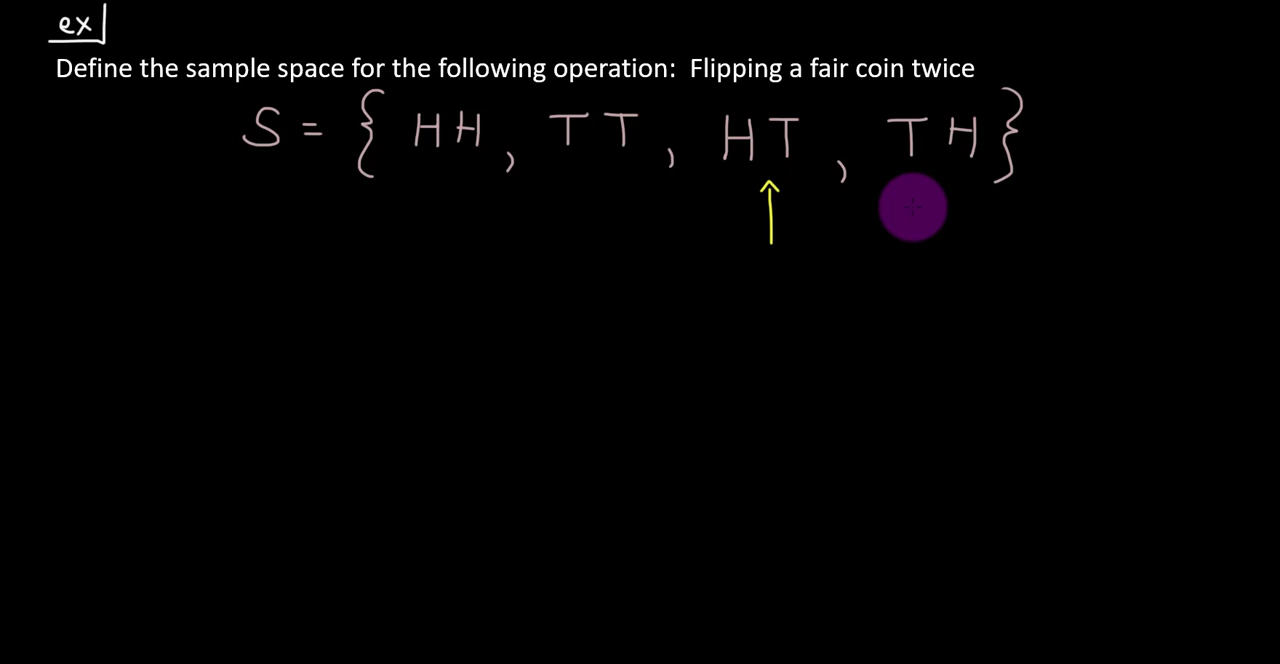 ex
Define the sample space for the following operation: Flipping a fair coin twice
S = { HH , TT , HT , TH }